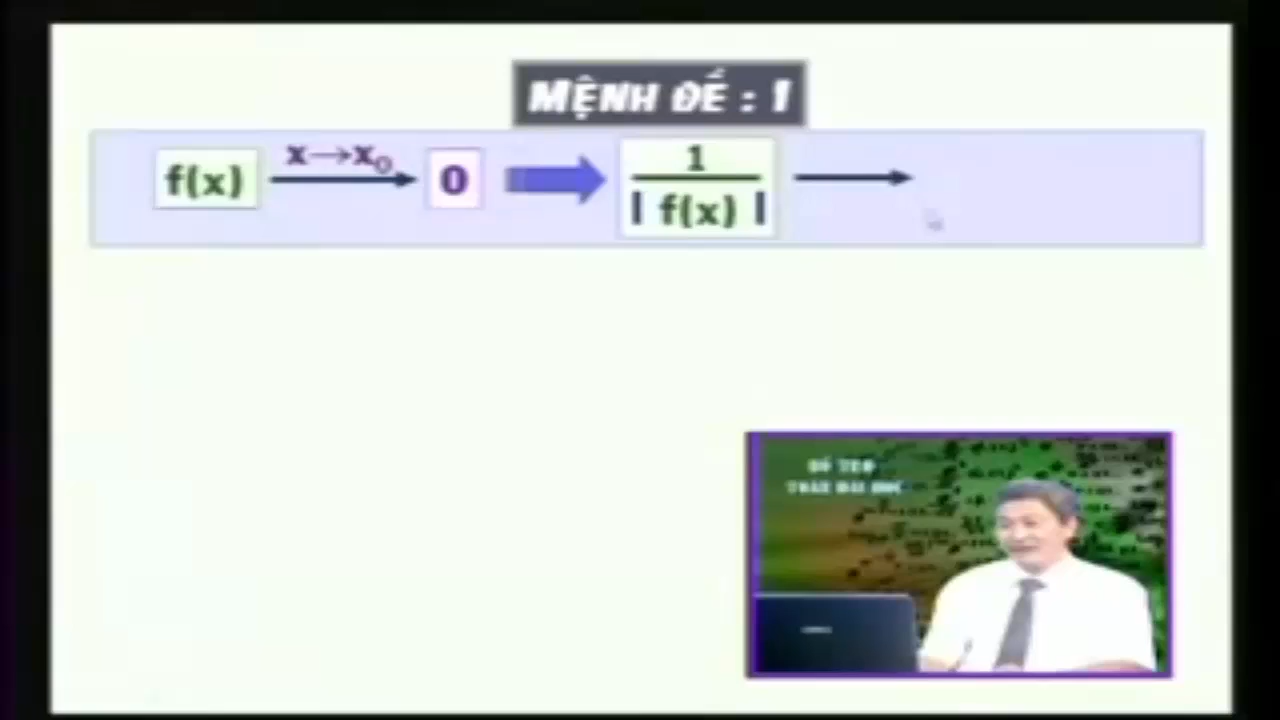 MỆNH ĐỀ : 1
f(x) x→x₀ 0 1 / | f(x) |